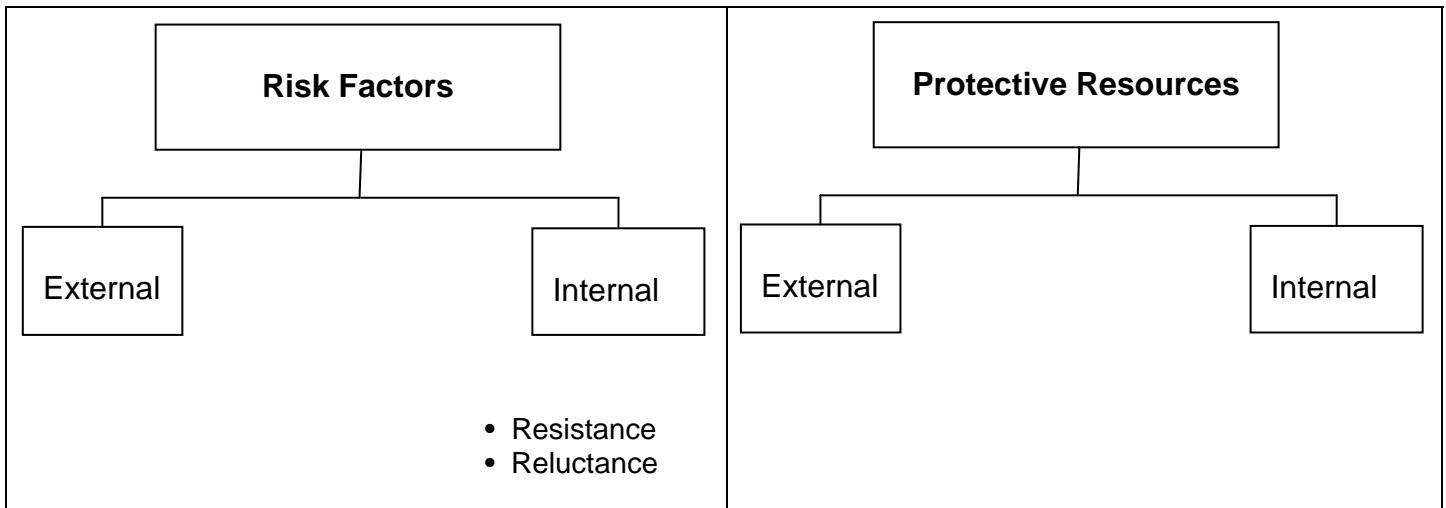 Risk Factors
External
Internal
• Resistance
• Reluctance
Protective Resources
External
Internal